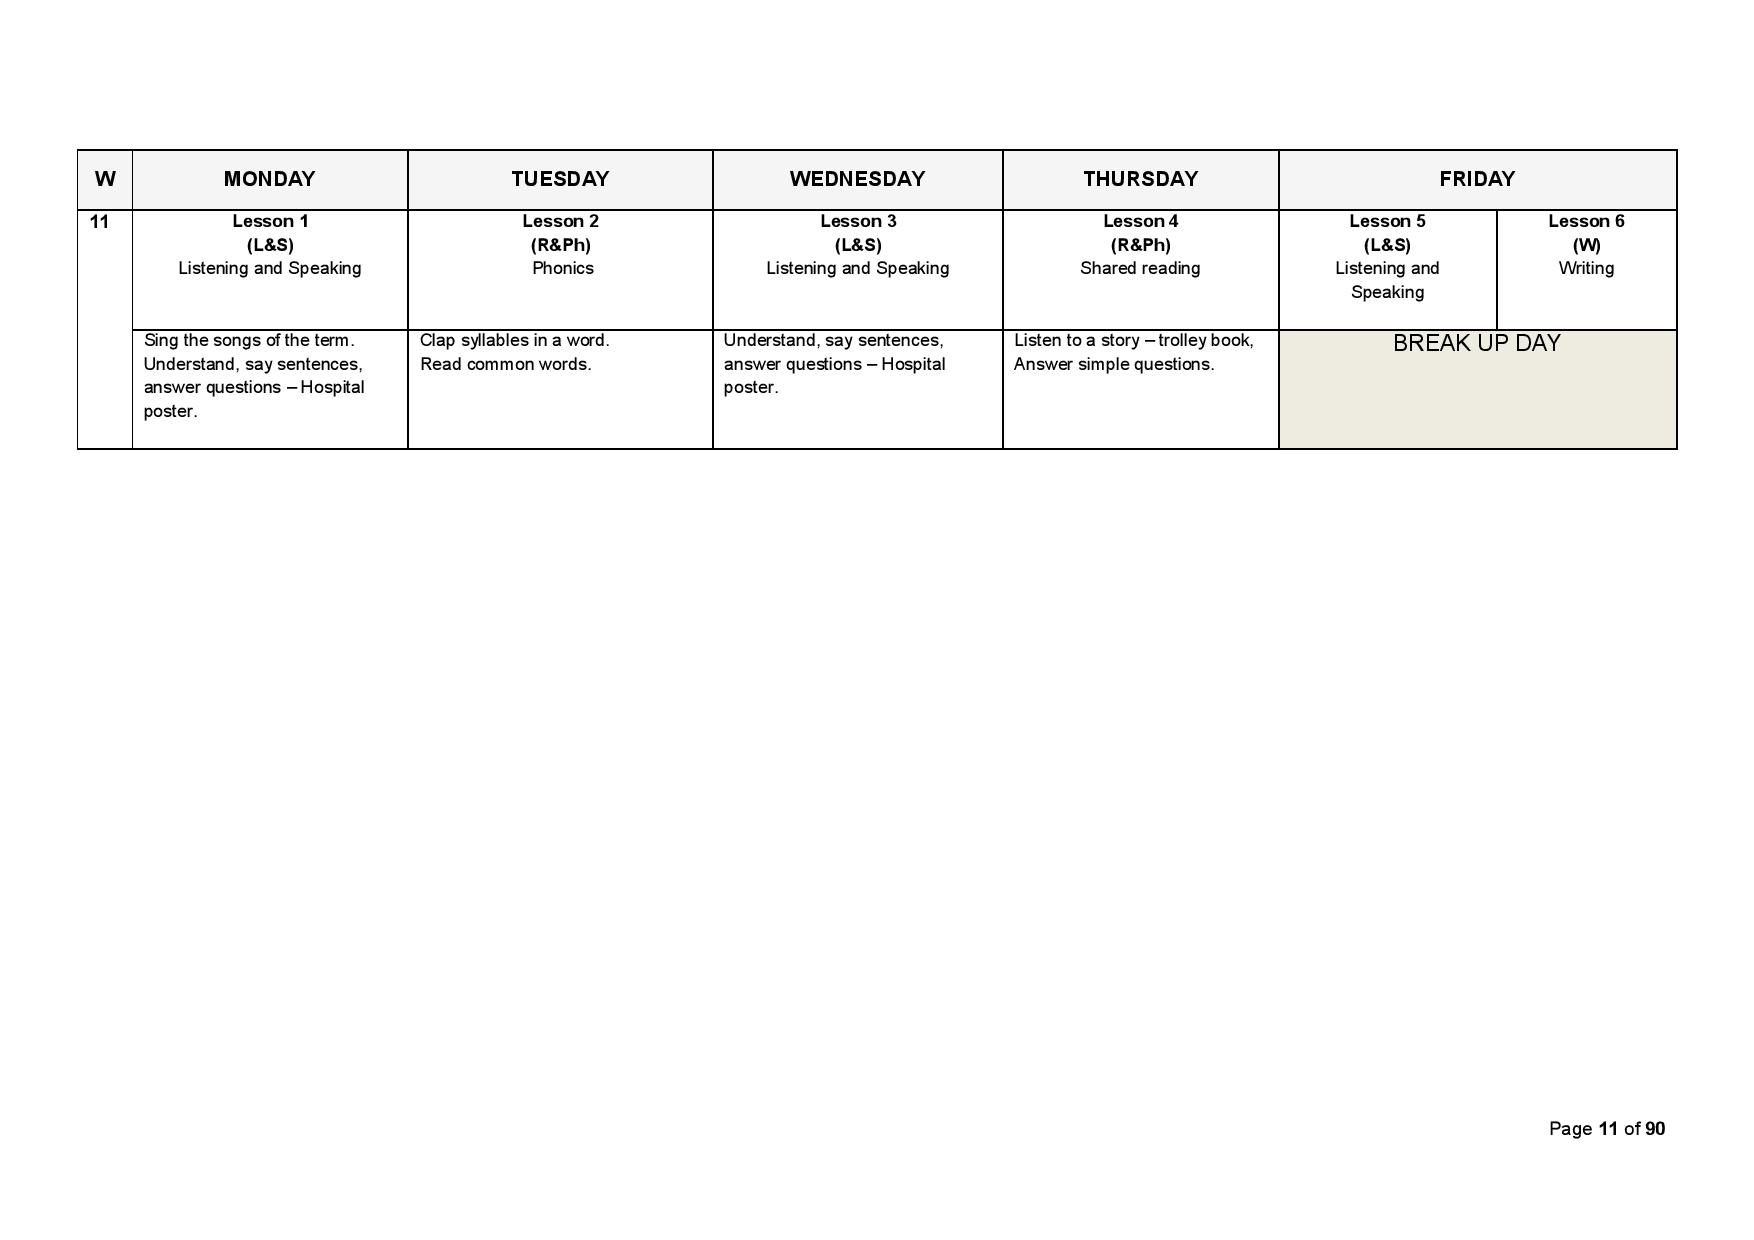 W
MONDAY
TUESDAY
WEDNESDAY
THURSDAY
FRIDAY
11
Lesson 1
(L&S)
Listening and Speaking
Lesson 2
(R&Ph)
Phonics
Lesson 3
(L&S)
Listening and Speaking
Lesson 4
(R&Ph)
Shared reading
Lesson 5
(L&S)
Listening and
Speaking
Lesson 6
(W)
Writing
Sing the songs of the term.
Understand, say sentences,
answer questions – Hospital
poster.
Clap syllables in a word.
Read common words.
Understand, say sentences,
answer questions – Hospital
poster.
Listen to a story – trolley book,
Answer simple questions.
BREAK UP DAY
Page 11 of 90